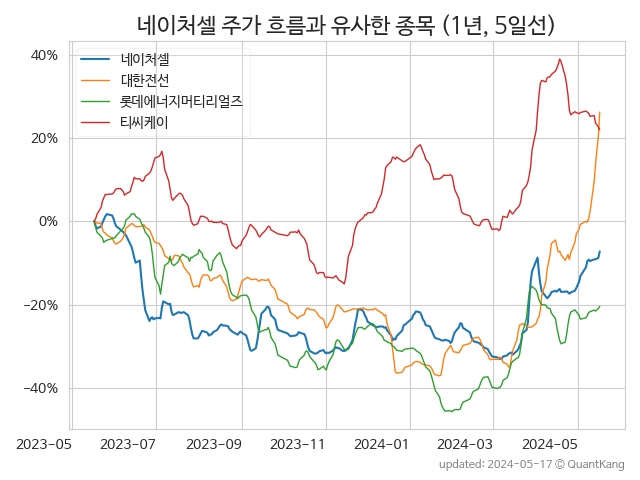 네이처셀 주가 흐름과 유사한 종목 (1년, 5일선)
네이처셀
대한전선
롯데에너지머티리얼즈
티씨케이
40%
20%
0%
−20%
−40%
2023-05 2023-07 2023-09 2023-11 2024-01 2024-03 2024-05
updated: 2024-05-17 © QuantKang